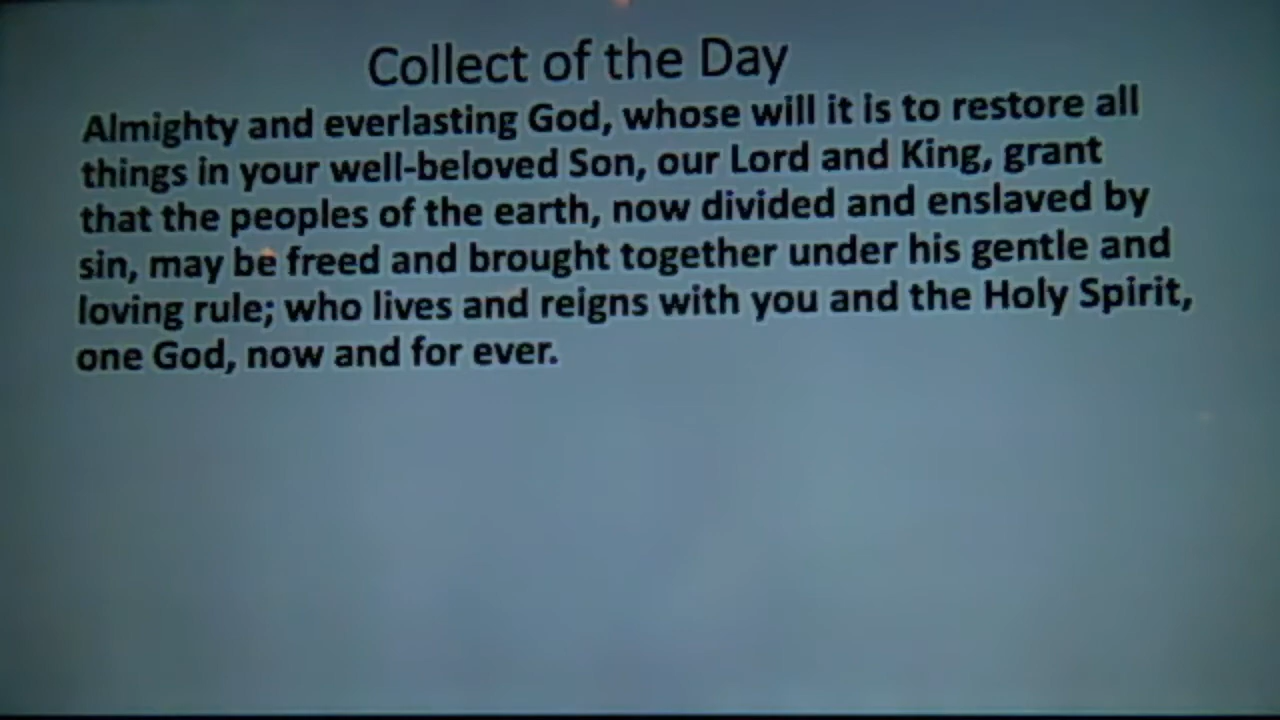 Collect of the Day
Almighty and everlasting God, whose will it is to restore all
things in your well-beloved Son, our Lord and King, grant
that the peoples of the earth, now divided and enslaved by
sin, may be freed and brought together under his gentle and
loving rule; who lives and reigns with you and the Holy Spirit,
one God, now and for ever.